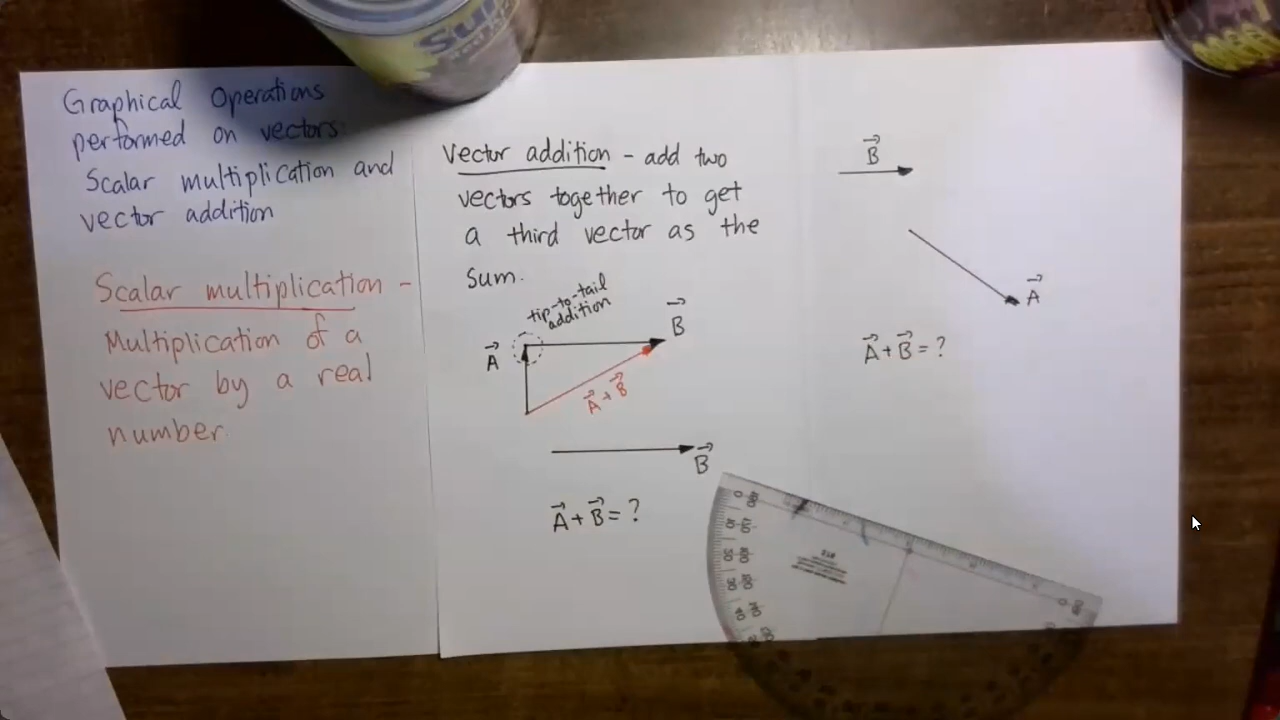 Graphical Operations
performed on vectors:
Scalar multiplication and
vector addition
Scalar multiplication -
Multiplication of a
vector by a real
number.
Vector addition - add two
vectors together to get
a third vector as the
sum.
tip-to-tail
addition
A⃗
B⃗
A⃗ + B⃗
B⃗
A⃗ + B⃗ = ?
B⃗
A⃗
A⃗ + B⃗ = ?